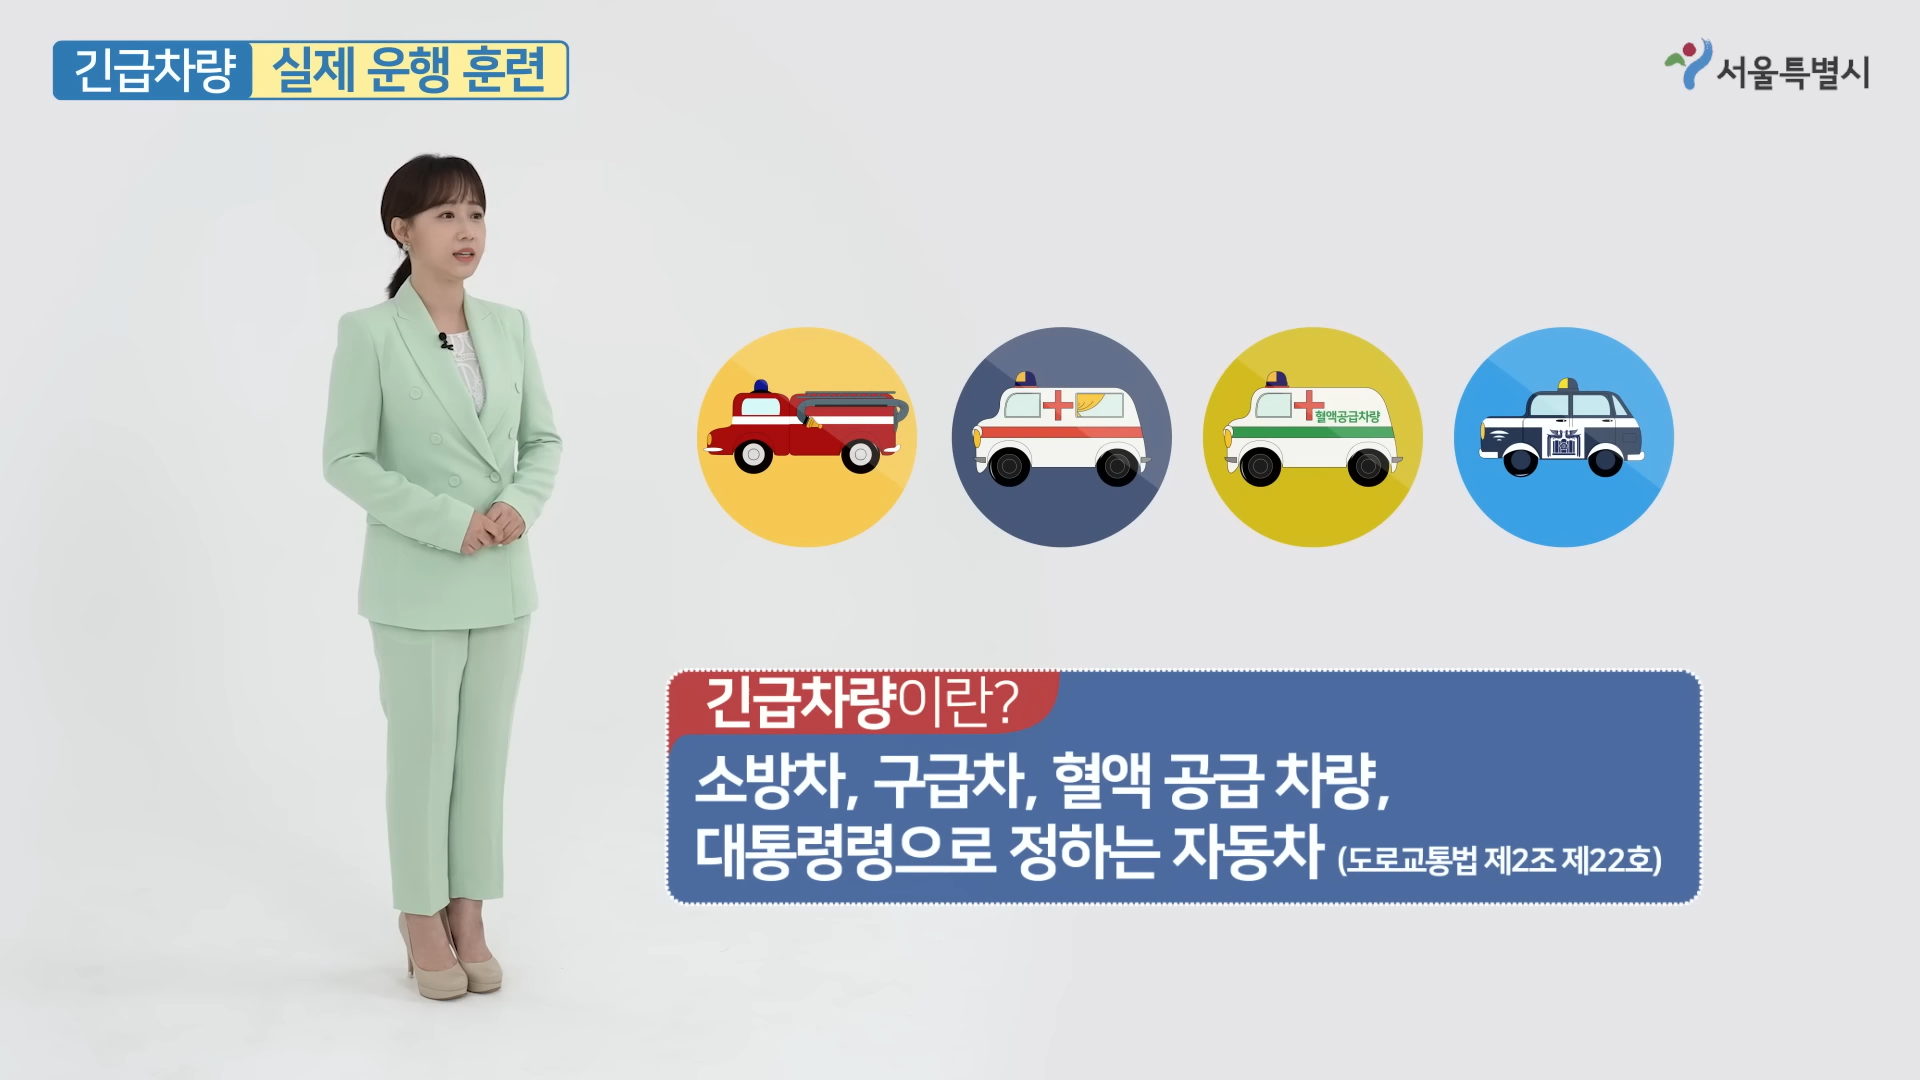 긴급차량 실제 운행 훈련
서울특별시
혈액공급차량
긴급차량이란?
소방차, 구급차, 혈액 공급 차량,
대통령령으로 정하는 자동차 (도로교통법 제2조 제22호)